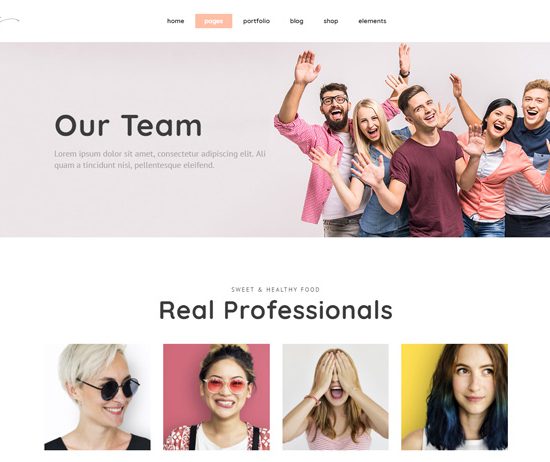 home
pages
portfolio
blog
shop
elements
Our Team
Lorem ipsum dolor sit amet, consectetur adipiscing elit. Ali
quam a tincidunt nisi, pellentesque eleifend.
SWEET & HEALTHY FOOD
Real Professionals